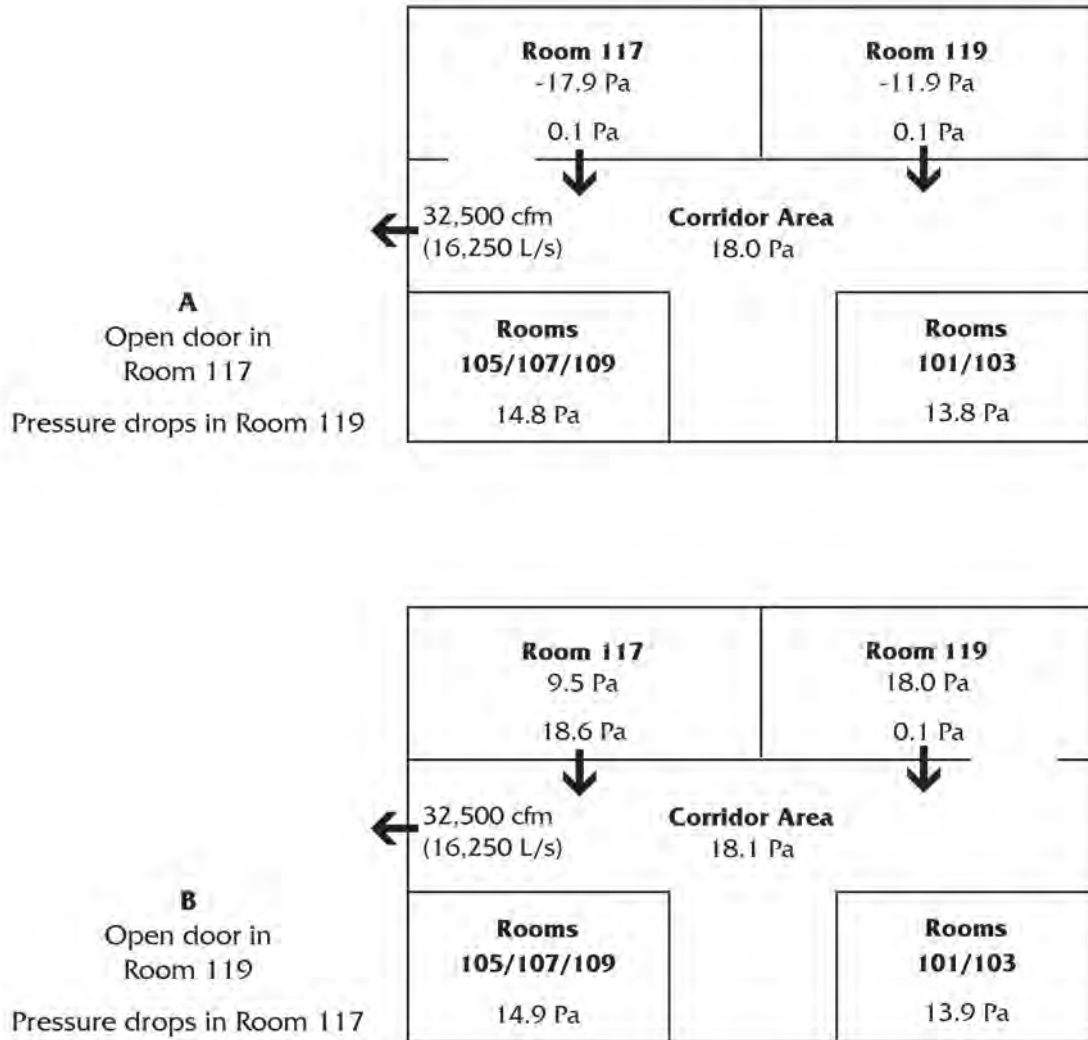 Room 117
-17.9 Pa
0.1 Pa
Room 119
-11.9 Pa
0.1 Pa
32,500 cfm
(16,250 L/s)
Corridor Area
18.0 Pa
A
Open door in
Room 117
Pressure drops in Room 119
Rooms
105/107/109
14.8 Pa
Rooms
101/103
13.8 Pa
Room 117
9.5 Pa
18.6 Pa
Room 119
18.0 Pa
0.1 Pa
32,500 cfm
(16,250 L/s)
Corridor Area
18.1 Pa
B
Open door in
Room 119
Pressure drops in Room 117
Rooms
105/107/109
14.9 Pa
Rooms
101/103
13.9 Pa